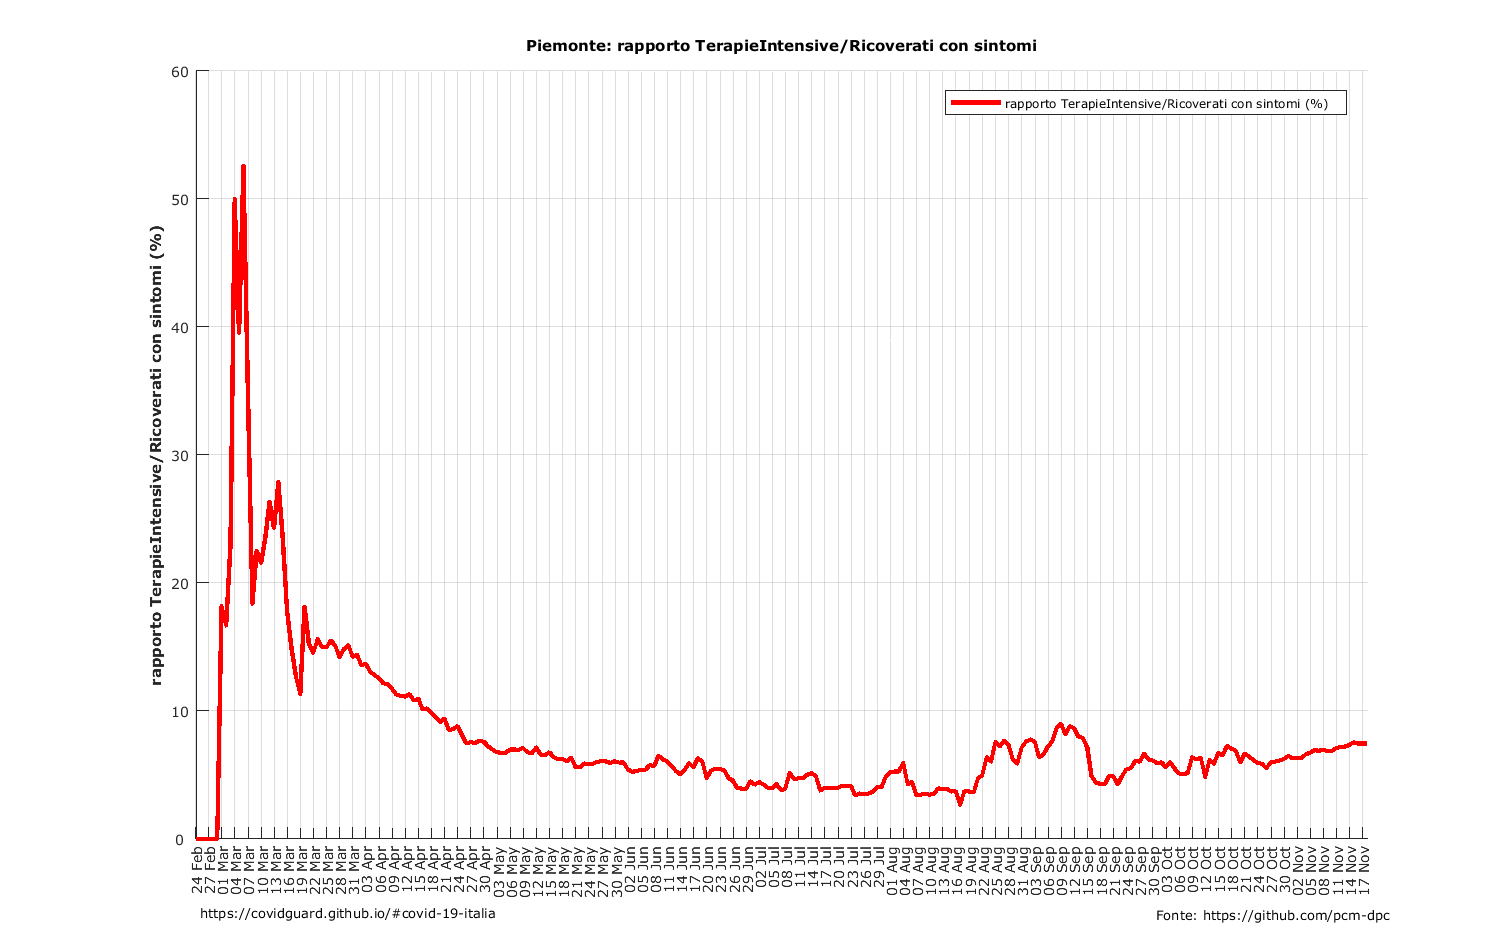 Piemonte: rapporto TerapieIntensive/Ricoverati con sintomi
rapporto TerapieIntensive/Ricoverati con sintomi (%)
rapporto TerapieIntensive/Ricoverati con sintomi (%)
60
50
40
30
20
10
0
24 Feb
27 Feb
01 Mar
04 Mar
07 Mar
10 Mar
13 Mar
16 Mar
19 Mar
22 Mar
25 Mar
28 Mar
31 Mar
03 Apr
06 Apr
09 Apr
12 Apr
15 Apr
18 Apr
21 Apr
24 Apr
27 Apr
30 Apr
03 May
06 May
09 May
12 May
15 May
18 May
21 May
24 May
27 May
30 May
02 Jun
05 Jun
08 Jun
11 Jun
14 Jun
17 Jun
20 Jun
23 Jun
26 Jun
29 Jun
02 Jul
05 Jul
08 Jul
11 Jul
14 Jul
17 Jul
20 Jul
23 Jul
26 Jul
29 Jul
01 Aug
04 Aug
07 Aug
10 Aug
13 Aug
16 Aug
19 Aug
22 Aug
25 Aug
28 Aug
31 Aug
03 Sep
06 Sep
09 Sep
12 Sep
15 Sep
18 Sep
21 Sep
24 Sep
27 Sep
30 Sep
03 Oct
06 Oct
09 Oct
12 Oct
15 Oct
18 Oct
21 Oct
24 Oct
27 Oct
30 Oct
02 Nov
05 Nov
08 Nov
11 Nov
14 Nov
17 Nov
https://covidguard.github.io/#covid-19-italia
Fonte: https://github.com/pcm-dpc